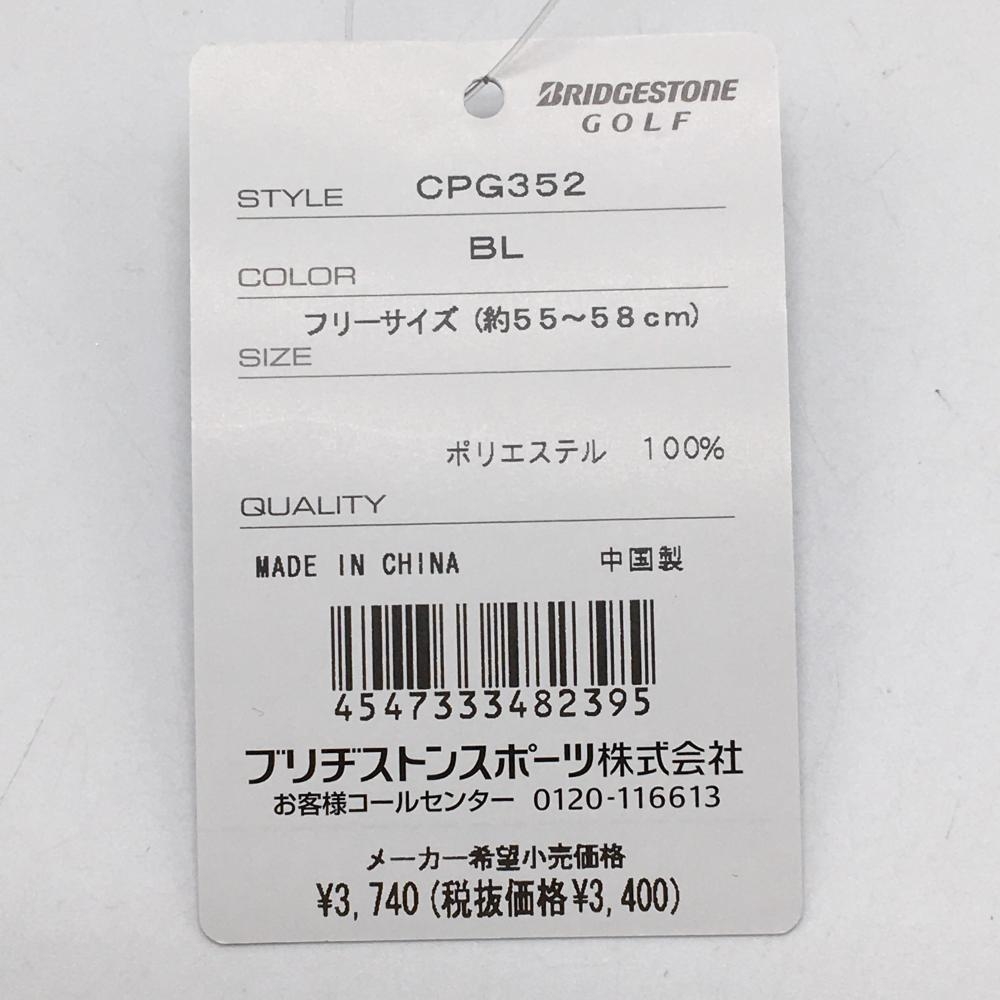 BRIDGESTONE
GOLF
STYLE CPG352
BL
COLOR
フリーサイズ (約55～58cm)
SIZE
ポリエステル 100%
QUALITY
MADE IN CHINA 中国製
4547333482395
ブリヂストンスポーツ株式会社
お客様コールセンター 0120-116613
メーカー希望小売価格
¥3,740(税抜価格¥3,400)